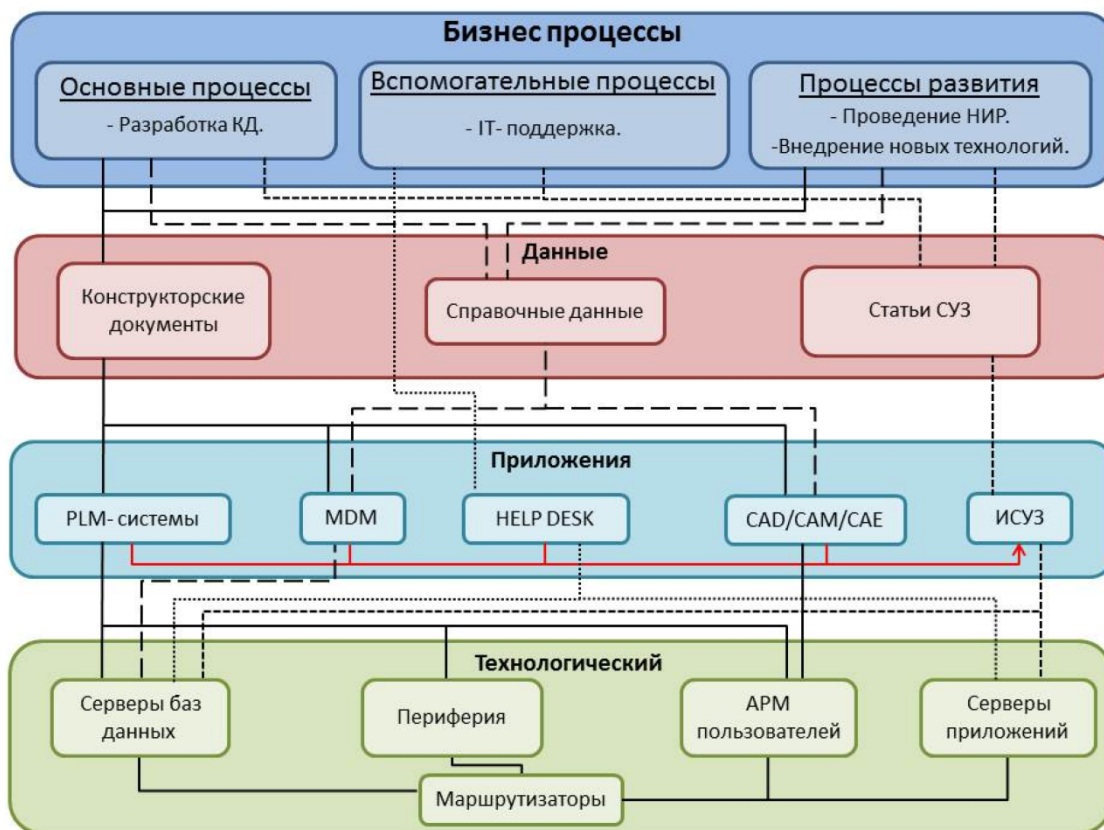 Бизнес процессы
Основные процессы
- Разработка КД.
Вспомогательные процессы
- IT- поддержка.
Процессы развития
- Проведение НИР.
-Внедрение новых технологий.
Данные
Конструкторские
документы
Справочные данные
Статьи СУЗ
Приложения
PLM- системы
MDM
HELP DESK
CAD/CAM/CAE
ИСУЗ
Технологический
Серверы баз
данных
Периферия
АРМ
пользователей
Серверы
приложений
Маршрутизаторы